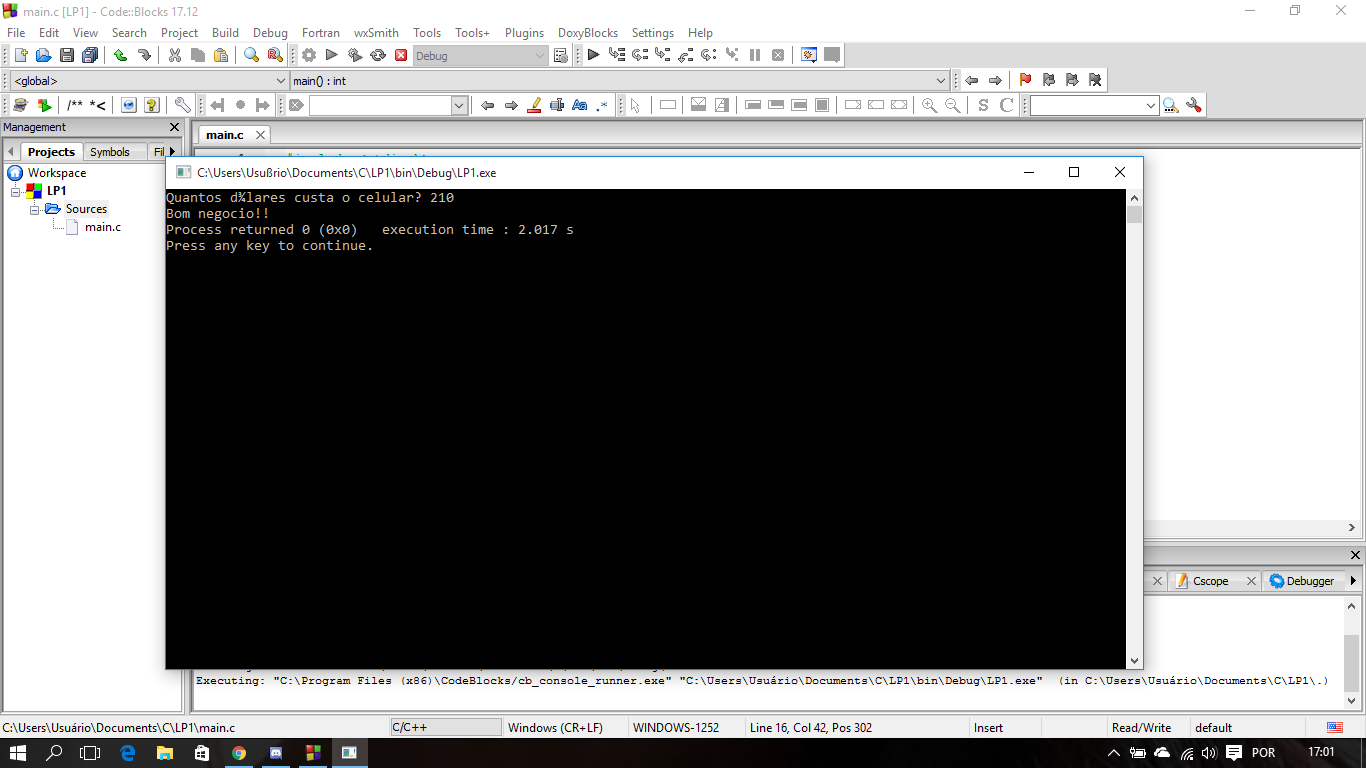 main.c [LP1] - Code::Blocks 17.12
File Edit View Search Project Build Debug Fortran wxSmith Tools Tools+ Plugins DoxyBlocks Settings Help
Debug
<global> main() : int
/** *<
Aa .*
S C
Management
main.c
Projects Symbols Fil
Workspace
LP1
Sources
main.c
C:\Users\Usußrio\Documents\C\LP1\bin\Debug\LP1.exe
Quantos d¾lares custa o celular? 210
Bom negocio!!
Process returned 0 (0x0)   execution time : 2.017 s
Press any key to continue.
Cscope Debugger
Executing: "C:\Program Files (x86)\CodeBlocks/cb_console_runner.exe" "C:\Users\Usuário\Documents\C\LP1\bin\Debug\LP1.exe"  (in C:\Users\Usuário\Documents\C\LP1\.)
C:\Users\Usuário\Documents\C\LP1\main.c C/C++ Windows (CR+LF) WINDOWS-1252 Line 16, Col 42, Pos 302 Insert Read/Write default
POR 17:01